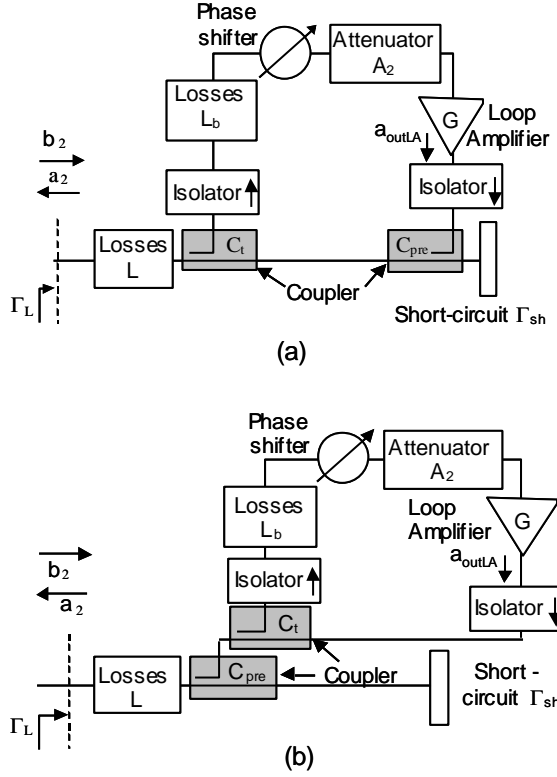 Phase
shifter
Attenuator
A2
Losses
Lb
G
Loop
Amplifier
aoutLA
b2
a2
Isolator
Isolator
Losses
L
Ct
Cpre
Coupler
ΓL
Short-circuit Γsh
(a)
Phase
shifter
Attenuator
A2
Losses
Lb
Loop
Amplifier
G
aoutLA
b2
a2
Isolator
Isolator
Ct
Losses
L
Cpre
Coupler
Short -
circuit Γsh
ΓL
(b)